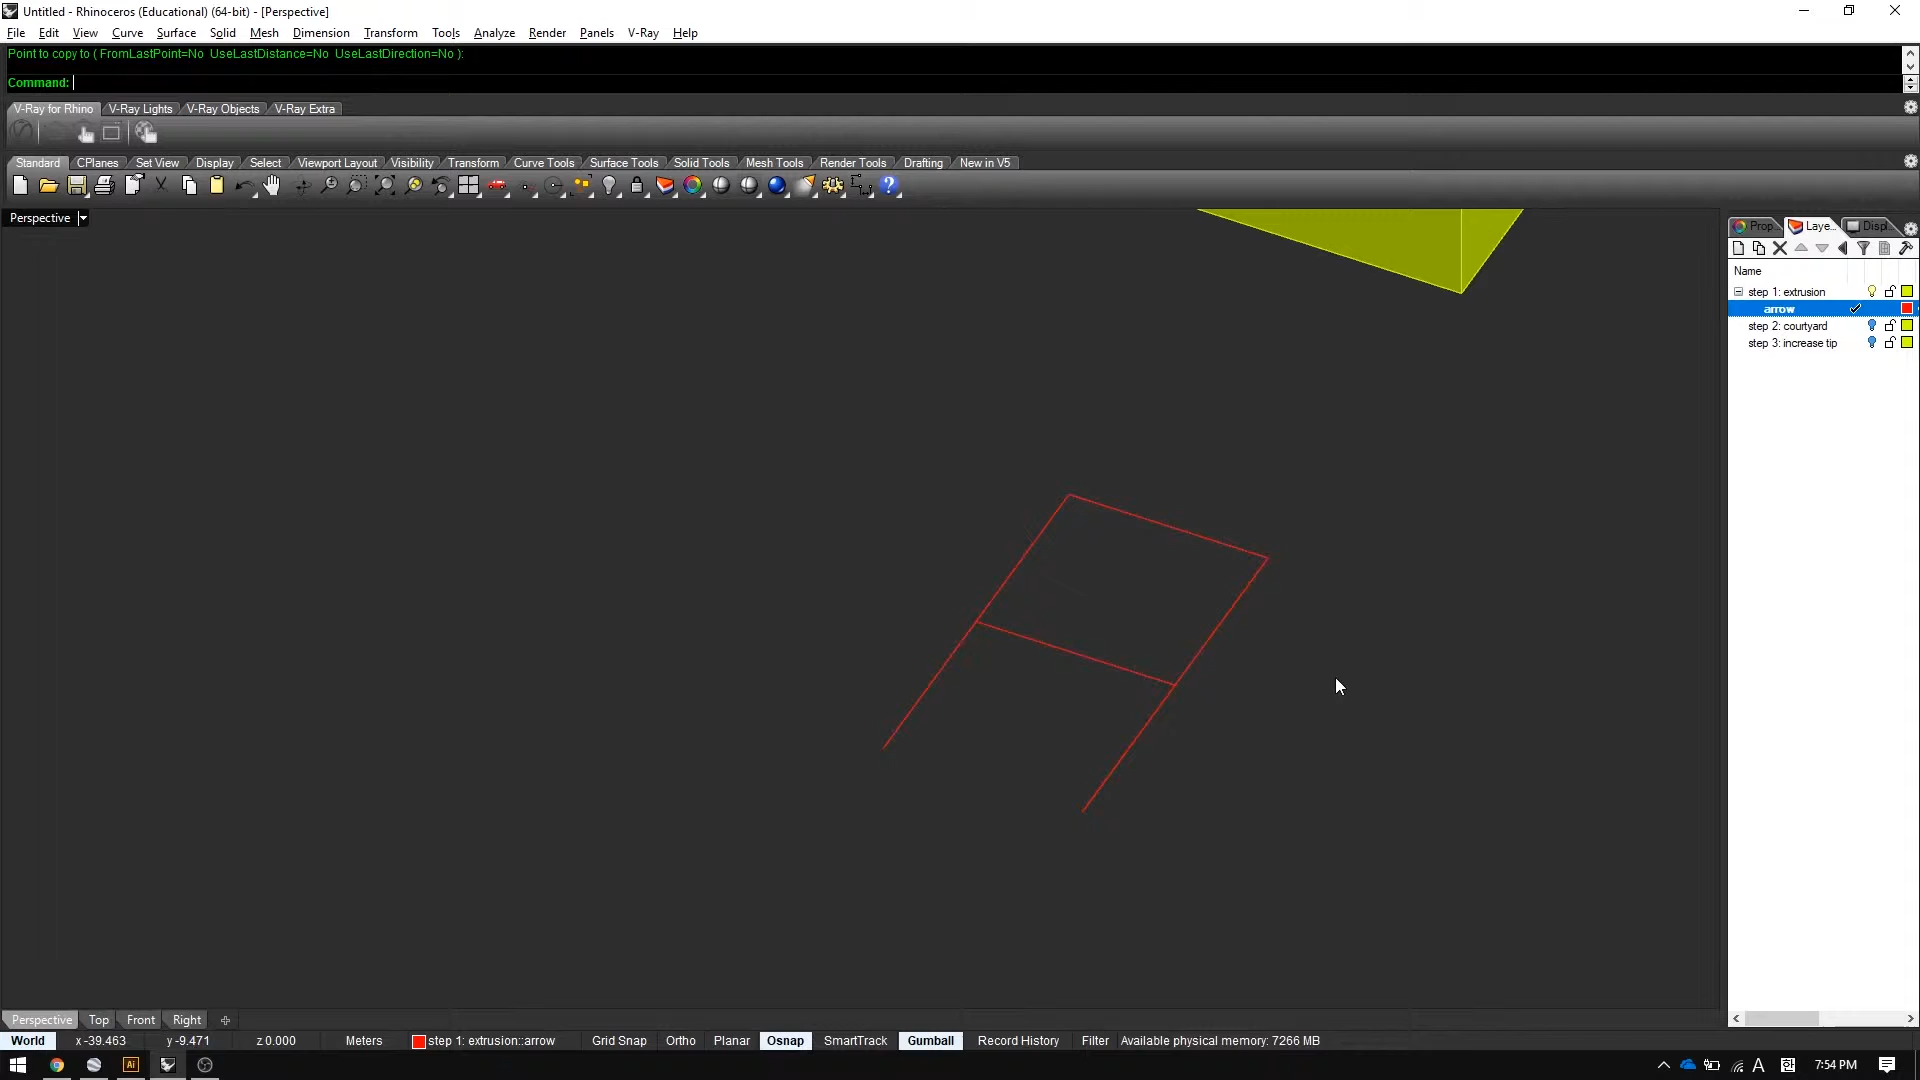 Untitled - Rhinoceros (Educational) (64-bit) - [Perspective]
File Edit View Curve Surface Solid Mesh Dimension Transform Tools Analyze Render Panels V-Ray Help
Point to copy to ( FromLastPoint=No UseLastDistance=No UseLastDirection=No ):
Command:
V-Ray for Rhino V-Ray Lights V-Ray Objects V-Ray Extra
Standard CPlanes Set View Display Select Viewport Layout Visibility Transform Curve Tools Surface Tools Solid Tools Mesh Tools Render Tools Drafting New in V5
Perspective
Prop... Laye... Displ...
Name
step 1: extrusion
arrow
step 2: courtyard
step 3: increase tip
Perspective Top Front Right
World x -39.463 y -9.471 z 0.000 Meters step 1: extrusion::arrow Grid Snap Ortho Planar Osnap SmartTrack Gumball Record History Filter Available physical memory: 7266 MB
Ai A 7:54 PM